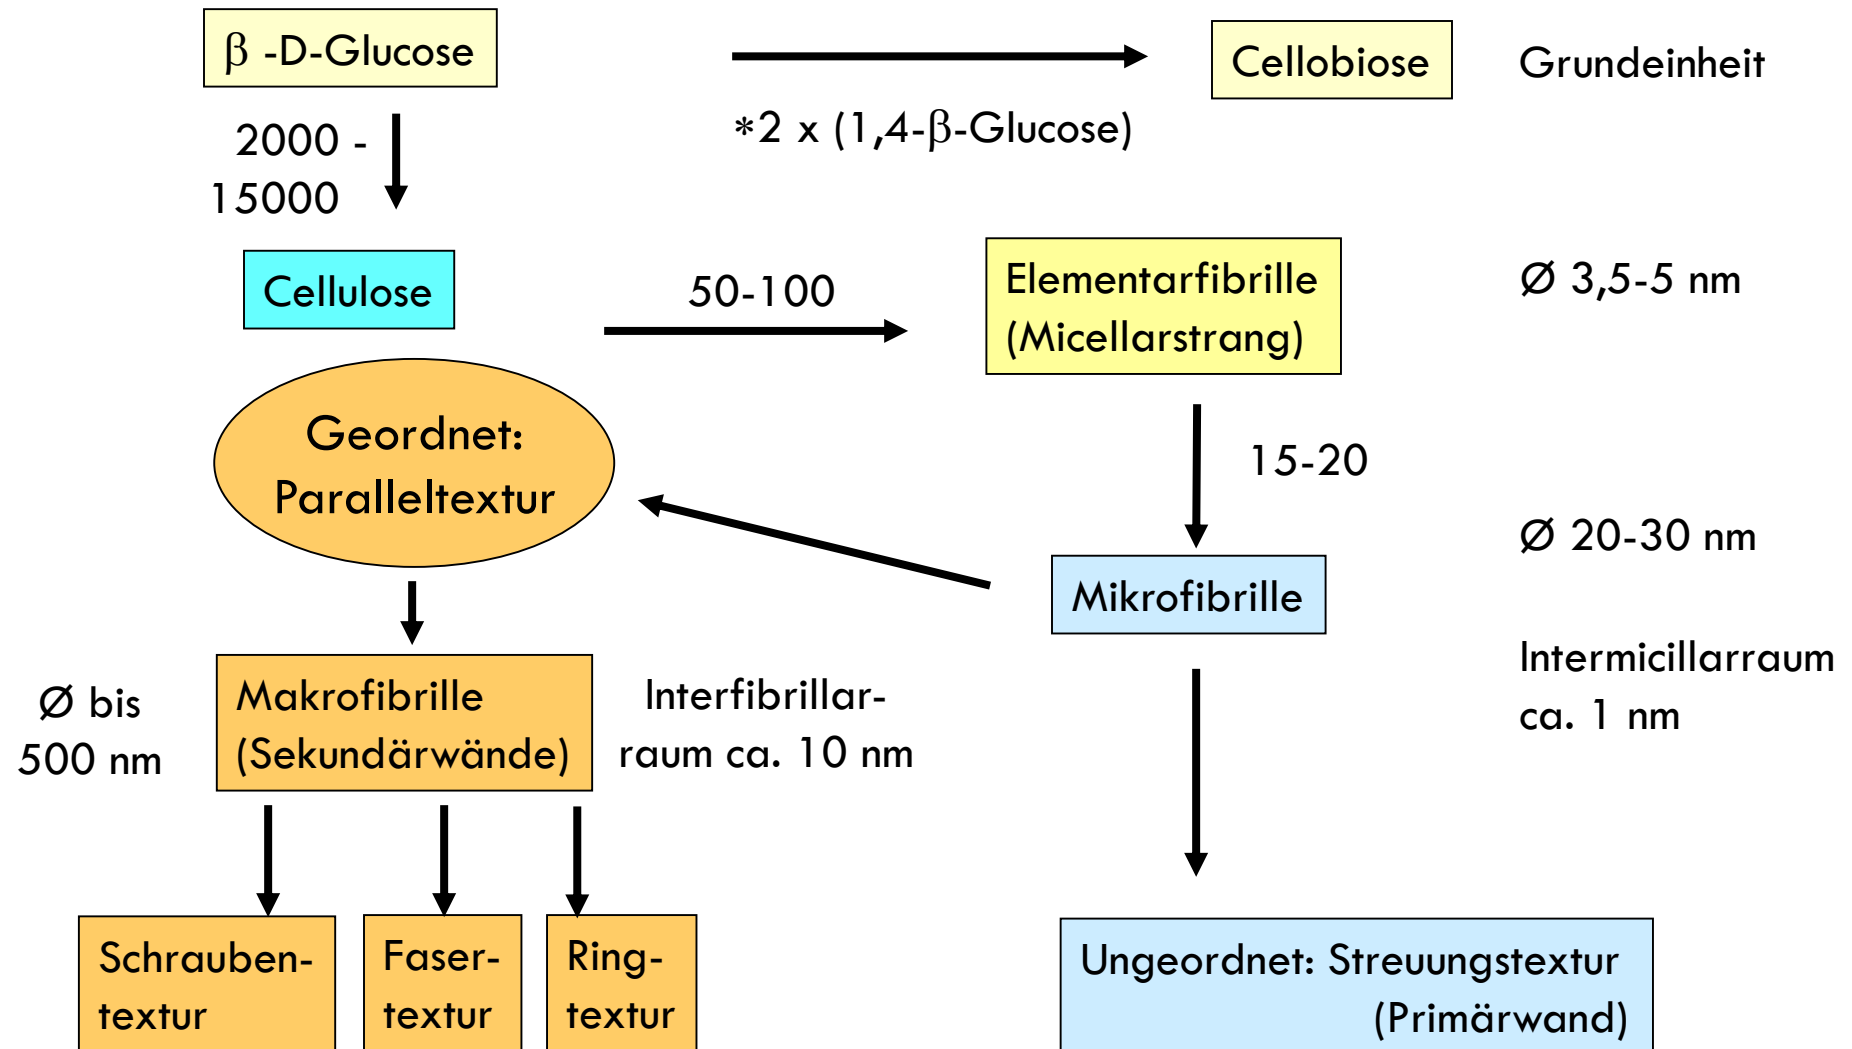 β -D-Glucose
Cellobiose
Grundeinheit
*2 x (1,4-β-Glucose)
2000 -
15000
Cellulose
50-100
Elementarfibrille
(Micellarstrang)
Ø 3,5-5 nm
Geordnet:
Paralleltextur
15-20
Ø 20-30 nm
Mikrofibrille
Intermicillarraum
ca. 1 nm
Ø bis
500 nm
Makrofibrille
(Sekundärwände)
Interfibrillar-
raum ca. 10 nm
Schrauben-
textur
Faser-
textur
Ring-
textur
Ungeordnet: Streuungstextur
(Primärwand)